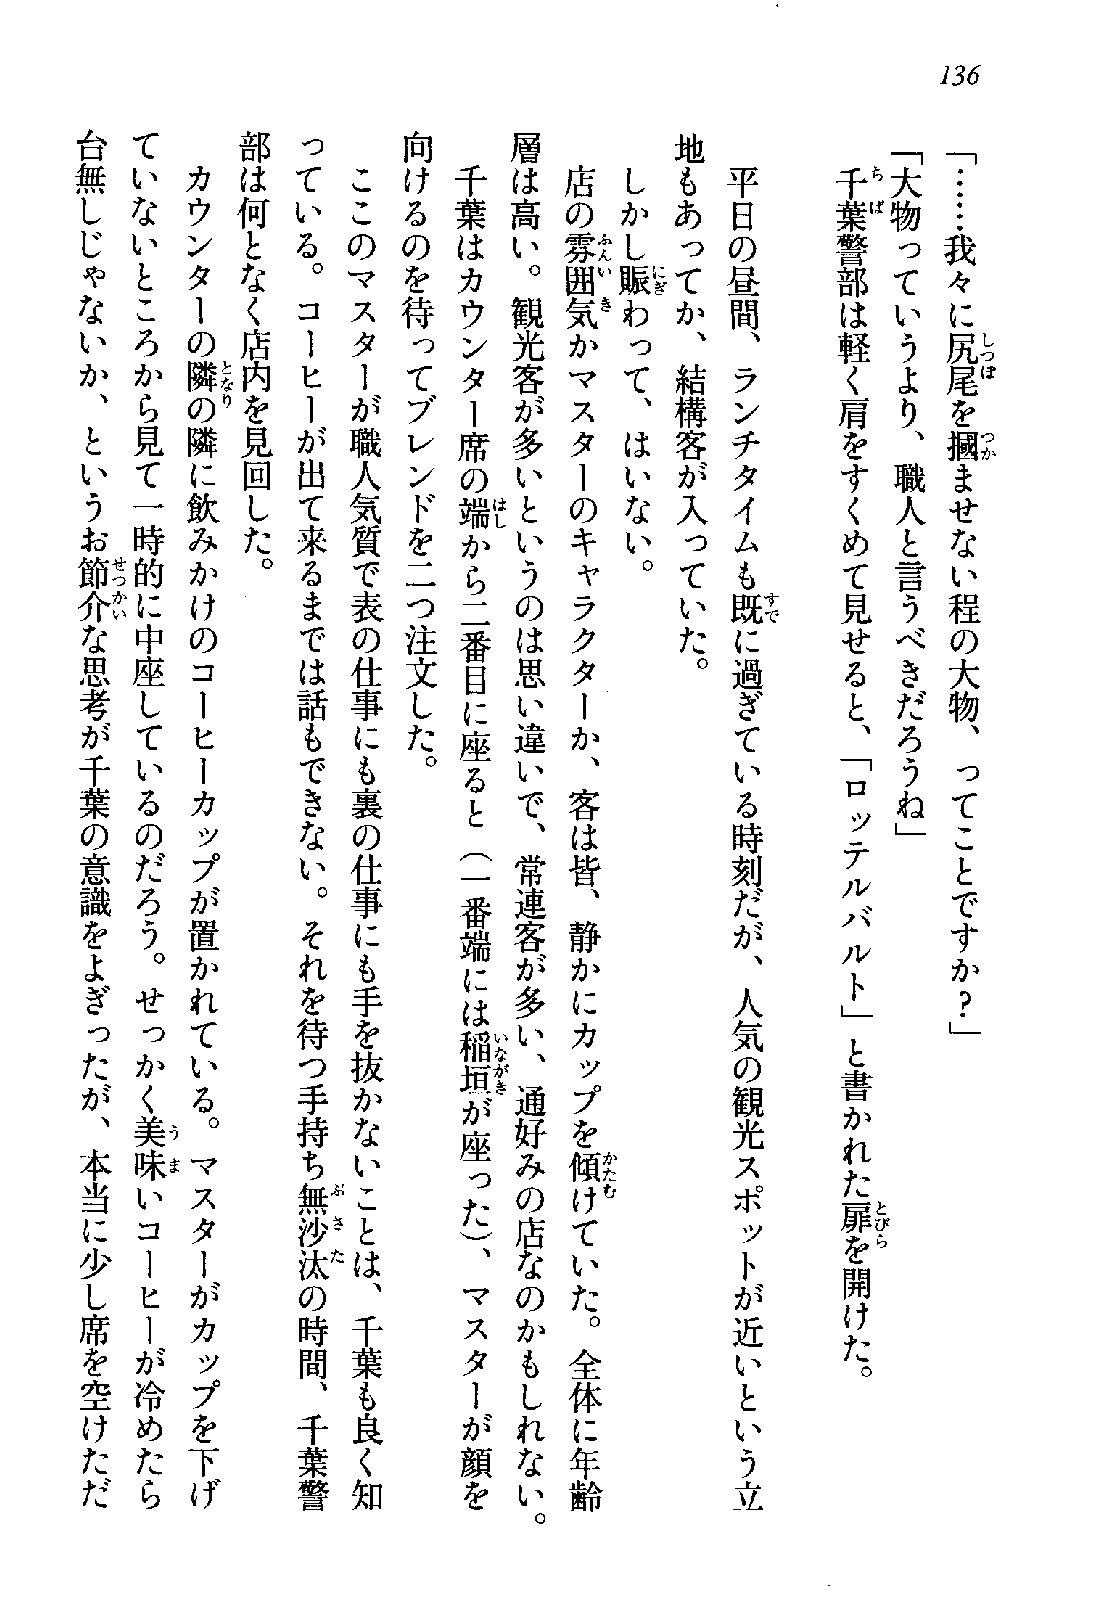 136
「……我々に尻尾を摑ませない程の大物、ってことですか？」
「大物っていうより、職人と言うべきだろうね」
千葉警部は軽く肩をすくめて見せると、「ロッテルバルト」と書かれた扉を開けた。
平日の昼間、ランチタイムも既に過ぎている時刻だが、人気の観光スポットが近いという立
地もあってか、結構客が入っていた。
しかし賑わって、はいない。
店の雰囲気かマスターのキャラクターか、客は皆、静かにカップを傾けていた。全体に年齢
層は高い。観光客が多いというのは思い違いで、常連客が多い、通好みの店なのかもしれない。
千葉はカウンター席の端から二番目に座ると（一番端には稲垣が座った）、マスターが顔を
向けるのを待ってブレンドを二つ注文した。
ここのマスターが職人気質で表の仕事にも裏の仕事にも手を抜かないことは、千葉も良く知
っている。コーヒーが出て来るまでは話もできない。それを待つ手持ち無沙汰の時間、千葉警
部は何となく店内を見回した。
カウンターの隣の隣に飲みかけのコーヒーカップが置かれている。マスターがカップを下げ
ていないところから見て一時的に中座しているのだろう。せっかく美味いコーヒーが冷めたら
台無しじゃないか、というお節介な思考が千葉の意識をよぎったが、本当に少し席を空けただ